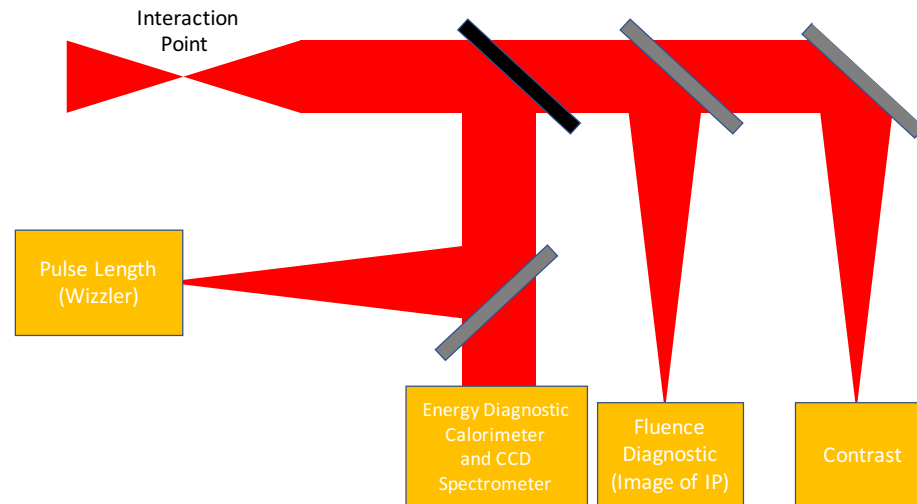 Interaction
Point
Pulse Length
(Wizzler)
Energy Diagnostic
Calorimeter
and CCD
Spectrometer
Fluence
Diagnostic
(Image of IP)
Contrast